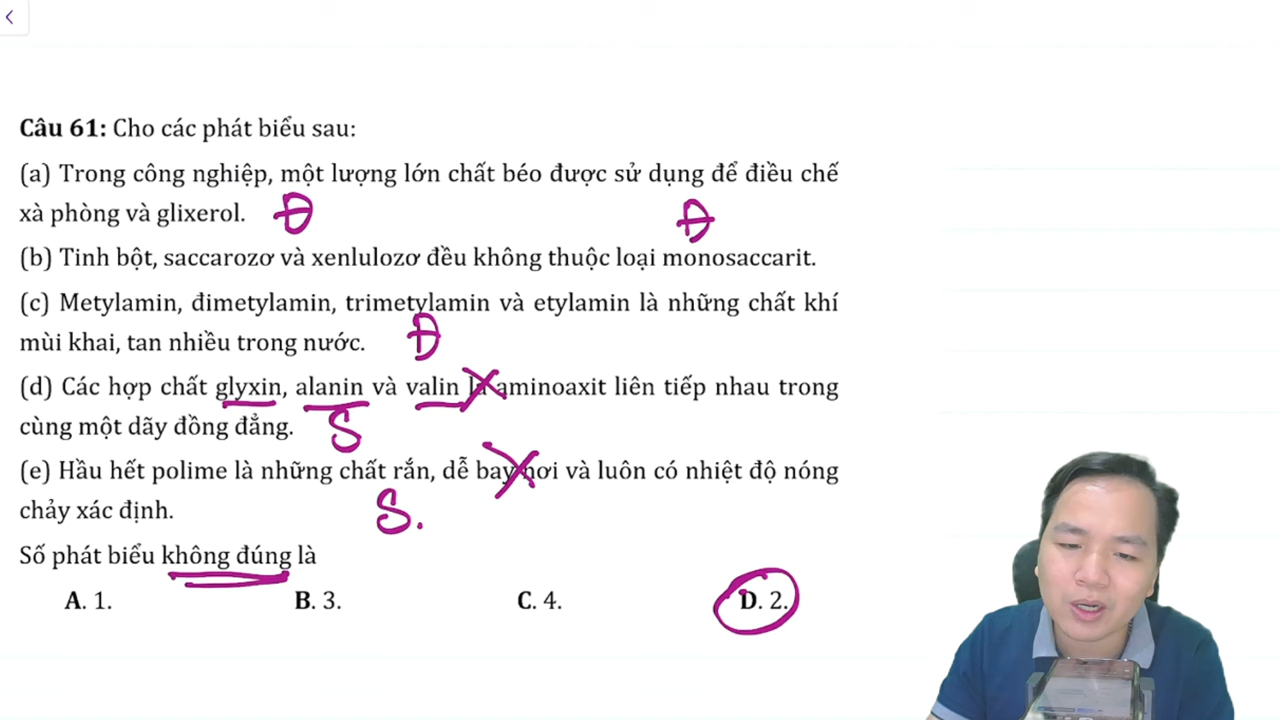 Câu 61: Cho các phát biểu sau:
(a) Trong công nghiệp, một lượng lớn chất béo được sử dụng để điều chế
xà phòng và glixerol. Đ
Đ
(b) Tinh bột, saccarozơ và xenlulozơ đều không thuộc loại monosaccarit.
(c) Metylamin, đimetylamin, trimetylamin và etylamin là những chất khí
mùi khai, tan nhiều trong nước. Đ
(d) Các hợp chất glyxin, alanin và valin là aminoaxit liên tiếp nhau trong
cùng một dãy đồng đẳng. S
(e) Hầu hết polime là những chất rắn, dễ bay hơi và luôn có nhiệt độ nóng
chảy xác định. S.
Số phát biểu không đúng là
A. 1. B. 3. C. 4. D. 2.